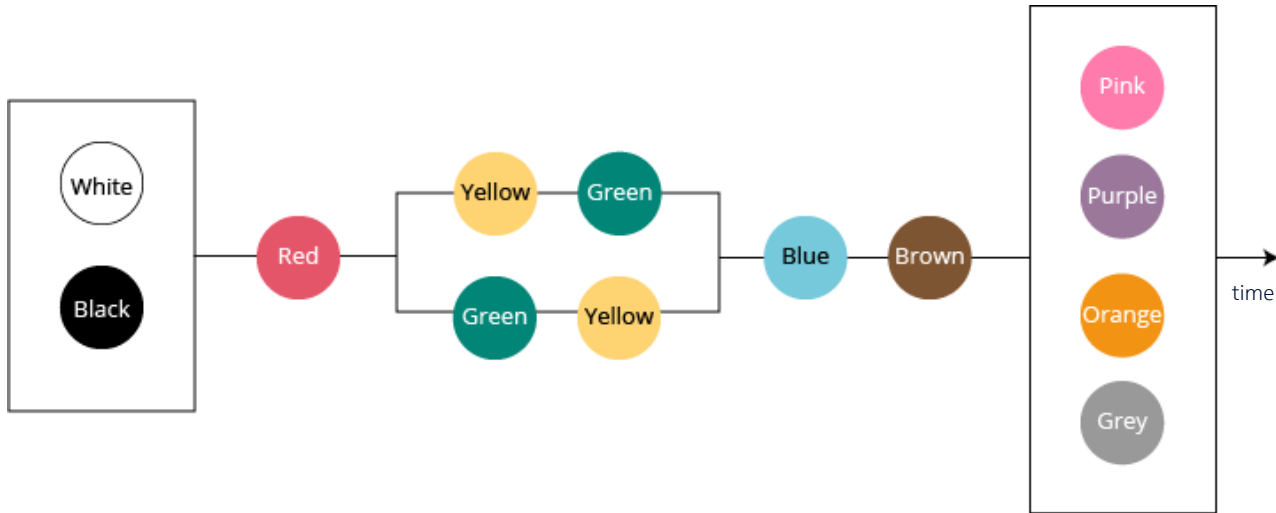 White
Black
Red
Yellow
Green
Green
Yellow
Blue
Brown
Pink
Purple
Orange
Grey
time